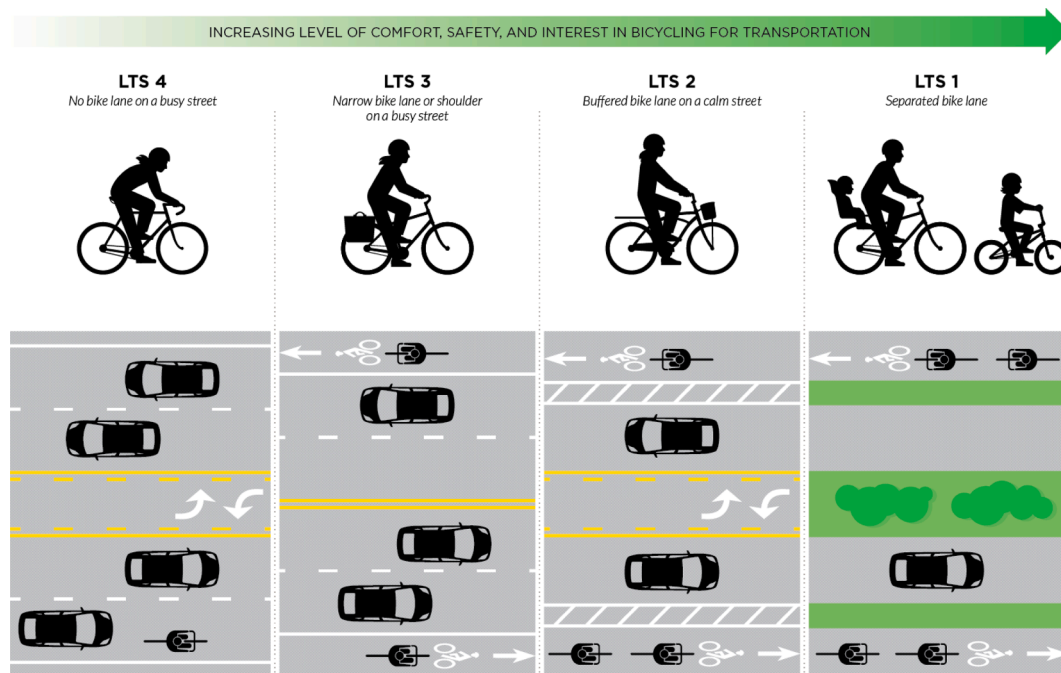 INCREASING LEVEL OF COMFORT, SAFETY, AND INTEREST IN BICYCLING FOR TRANSPORTATION
LTS 4
No bike lane on a busy street
LTS 3
Narrow bike lane or shoulder
on a busy street
LTS 2
Buffered bike lane on a calm street
LTS 1
Separated bike lane